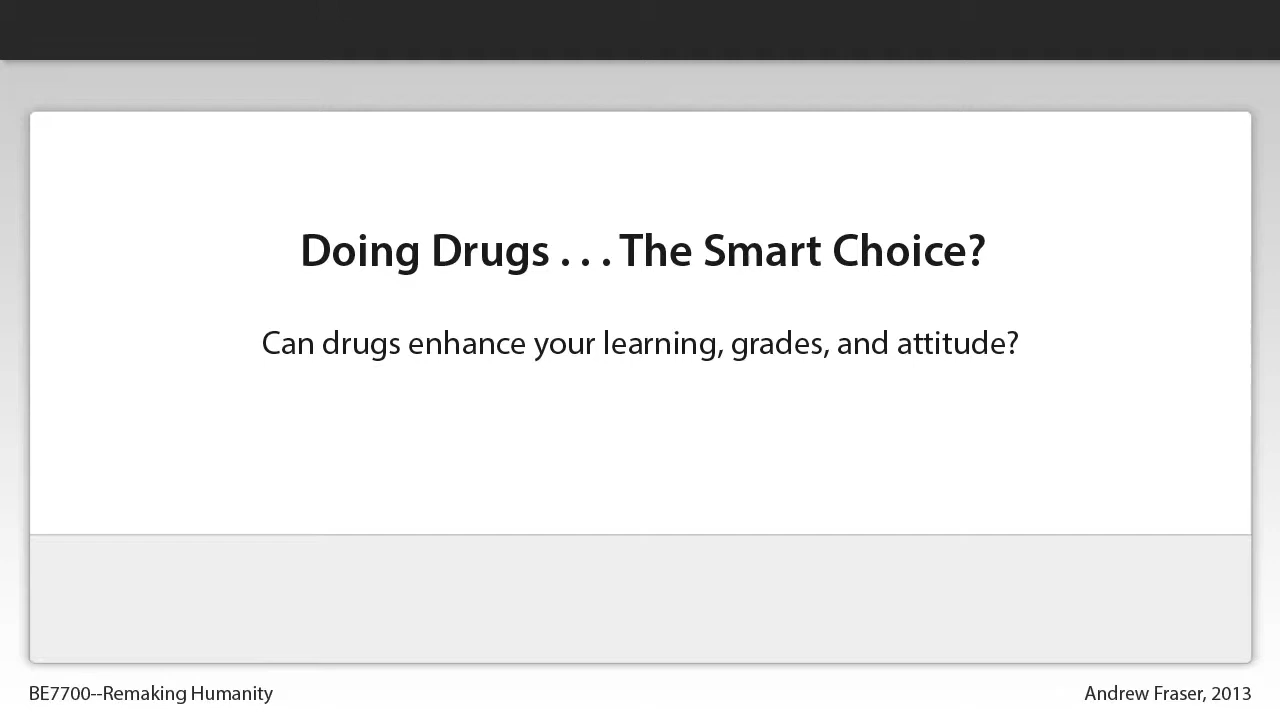 Doing Drugs . . . The Smart Choice?
Can drugs enhance your learning, grades, and attitude?
BE7700--Remaking Humanity
Andrew Fraser, 2013